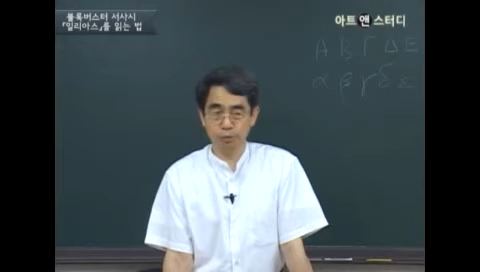 블록버스터 서사시
『일리아스』를 읽는 법
아트 앤 스터디
Α Β Γ Δ Ε
α β γ δ ε